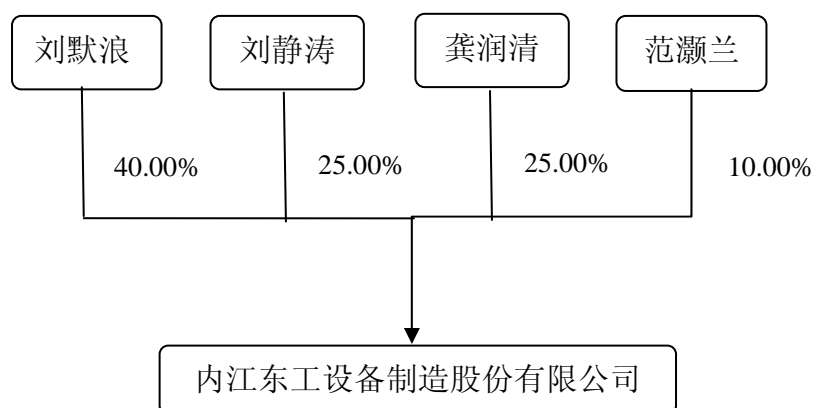 刘默浪
刘静涛
龚润清
范灏兰
40.00%
25.00%
25.00%
10.00%
内江东工设备制造股份有限公司